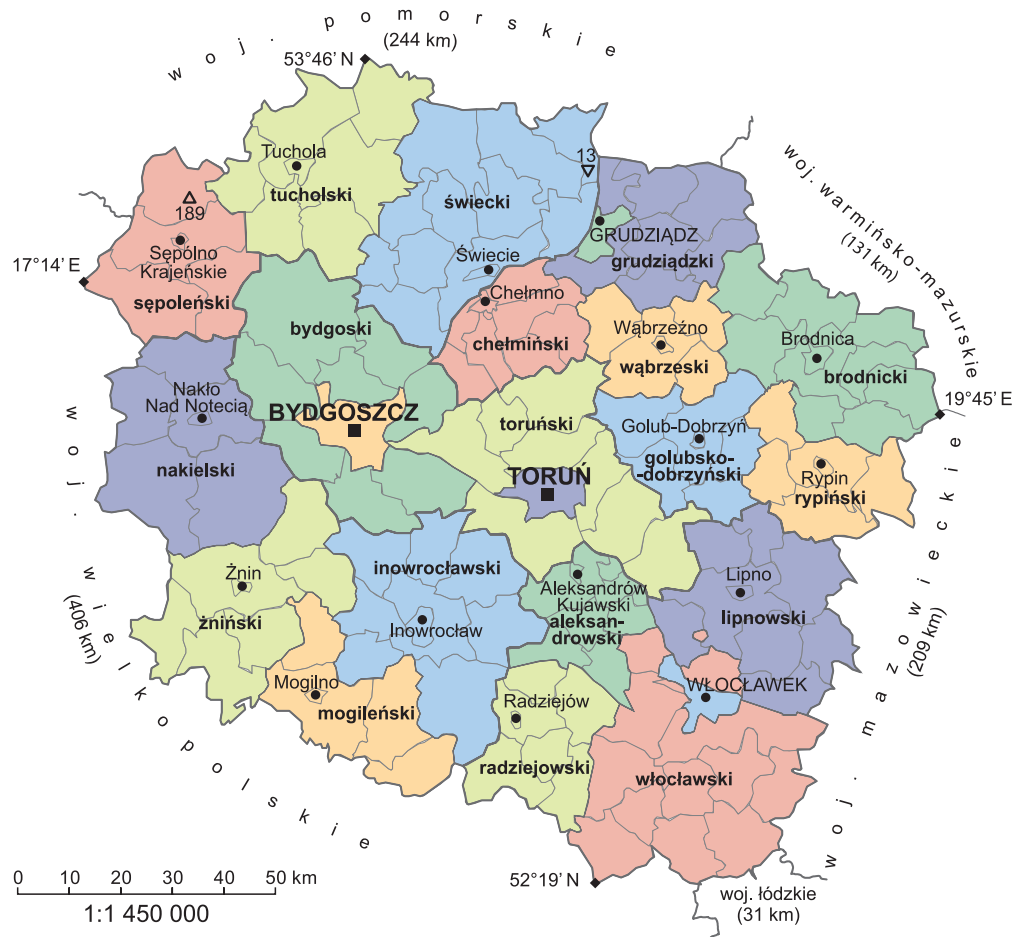 woj. pomorskie
(244 km)
53°46' N
woj. warmińsko-mazurskie
(131 km)
Tuchola
tucholski
13
świecki
189
GRUDZIĄDZ
grudziądzki
Sępólno
Krajeńskie
17°14' E
sępoleński
Świecie
Chełmno
chełmiński
bydgoski
Wąbrzeźno
wąbrzeski
Brodnica
brodnicki
19°45' E
Nakło
Nad Notecią
nakielski
BYDGOSZCZ
toruński
TORUŃ
Golub-Dobrzyń
golubsko-
-dobrzyński
Rypin
rypiński
woj. wielkopolskie
(406 km)
woj. mazowieckie
(209 km)
Żnin
żniński
inowrocławski
Inowrocław
Aleksandrów
Kujawski
aleksan-
drowski
Lipno
lipnowski
Mogilno
mogileński
Radziejów
radziejowski
WŁOCŁAWEK
włocławski
52°19' N
woj. łódzkie
(31 km)
0 10 20 30 40 50 km
1:1 450 000